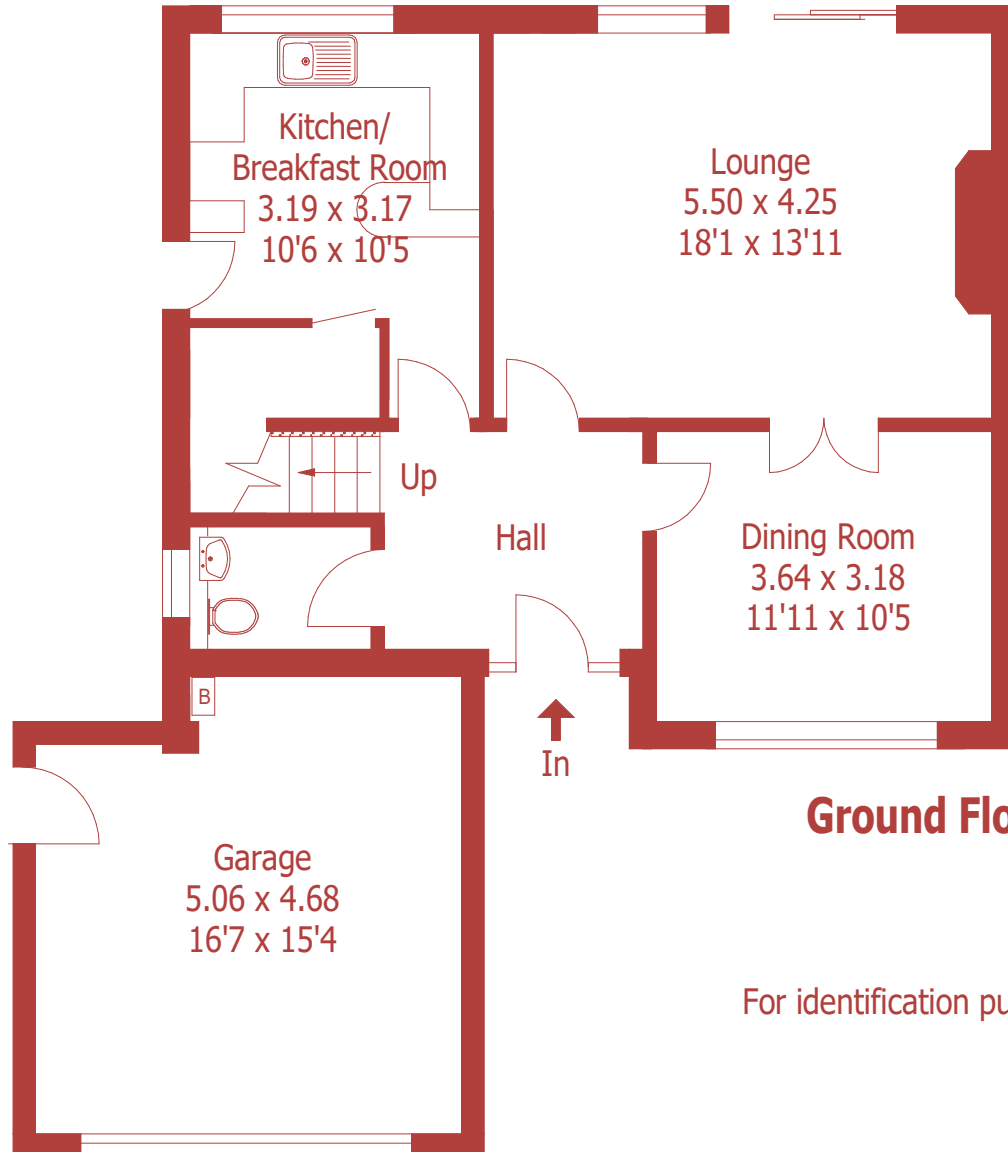 Kitchen/
Breakfast Room
3.19 x 3.17
10'6 x 10'5
Lounge
5.50 x 4.25
18'1 x 13'11
Up
Hall
Dining Room
3.64 x 3.18
11'11 x 10'5
B
In
Ground Flo
Garage
5.06 x 4.68
16'7 x 15'4
For identification pu